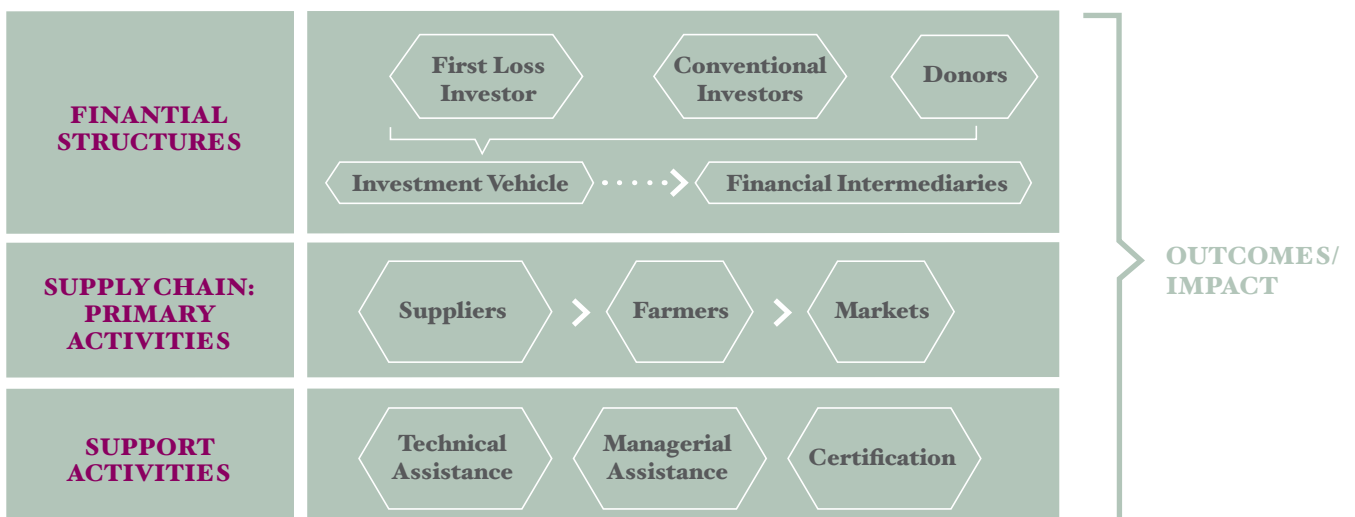 FINANTIAL
STRUCTURES
First Loss
Investor
Conventional
Investors
Donors
Investment Vehicle
Financial Intermediaries
SUPPLY CHAIN:
PRIMARY
ACTIVITIES
Suppliers
Farmers
Markets
SUPPORT
ACTIVITIES
Technical
Assistance
Managerial
Assistance
Certification
OUTCOMES/
IMPACT